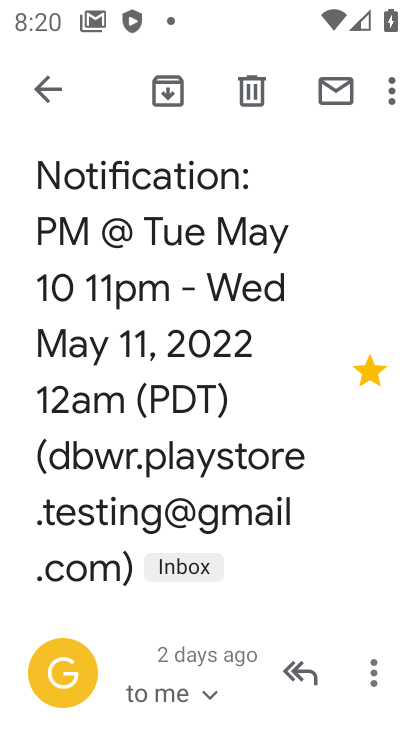 8:20
Notification:
PM @ Tue May
10 11pm - Wed
May 11, 2022
12am (PDT)
(dbwr.playstore
.testing@gmail
.com) Inbox
G
2 days ago
to me